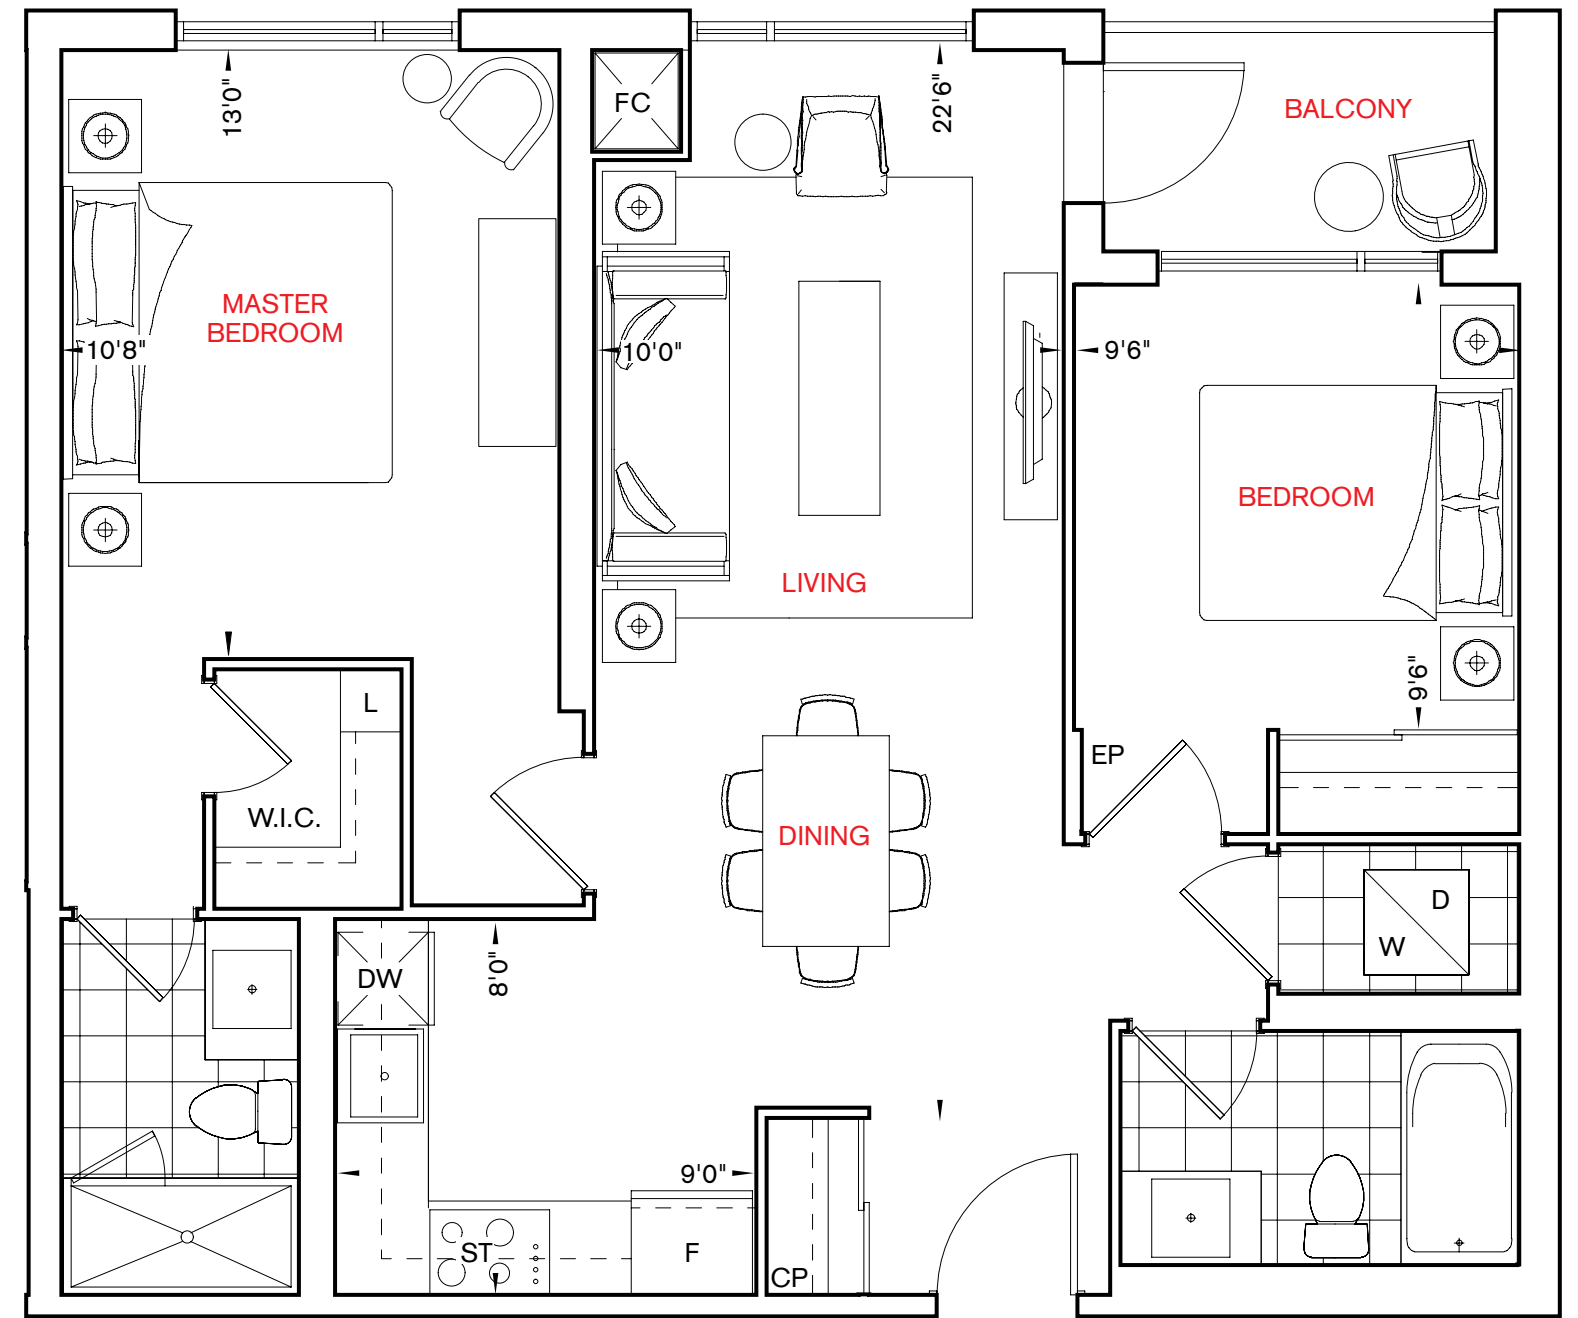 13'0"
FC
22'6"
BALCONY
MASTER
BEDROOM
10'8"
10'0"
9'6"
BEDROOM
LIVING
9'6"
L
EP
W.I.C.
DINING
D
W
DW
8'0"
9'0"
ST
F
CP